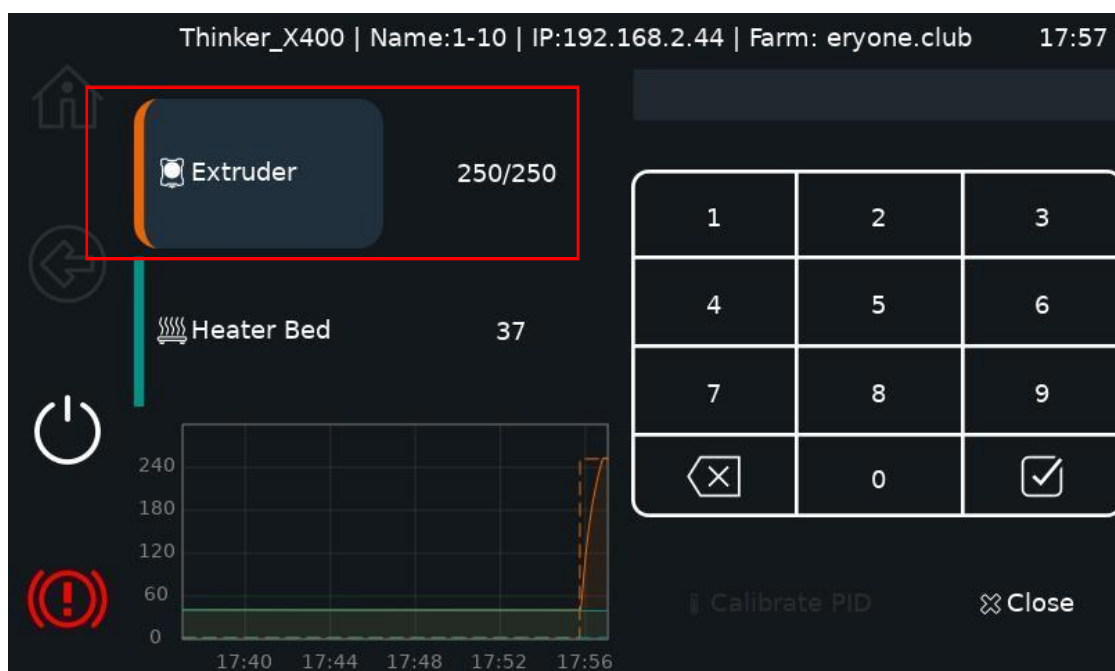 Thinker_X400 | Name:1-10 | IP:192.168.2.44 | Farm: eryone.club 17:57
Extruder 250/250
Heater Bed 37
1 2 3
4 5 6
7 8 9
0
240
180
120
60
0
17:40 17:44 17:48 17:52 17:56
Calibrate PID
Close